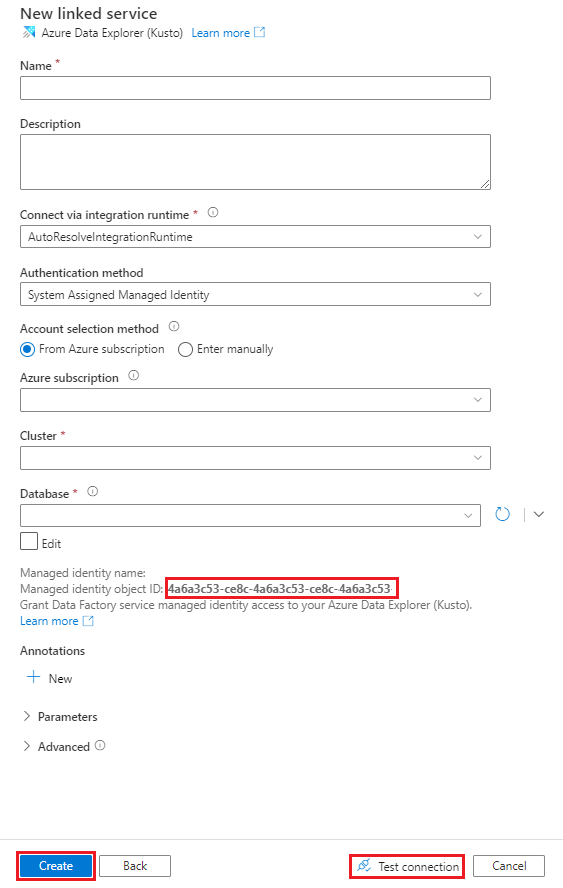 New linked service
Azure Data Explorer (Kusto) Learn more
Name *
Description
Connect via integration runtime *
AutoResolveIntegrationRuntime
Authentication method
System Assigned Managed Identity
Account selection method
From Azure subscription Enter manually
Azure subscription
Cluster *
Database *
Edit
Managed identity name:
Managed identity object ID: 4a6a3c53-ce8c-4a6a3c53-ce8c-4a6a3c53
Grant Data Factory service managed identity access to your Azure Data Explorer (Kusto).
Learn more
Annotations
New
Parameters
Advanced
Create Back Test connection Cancel